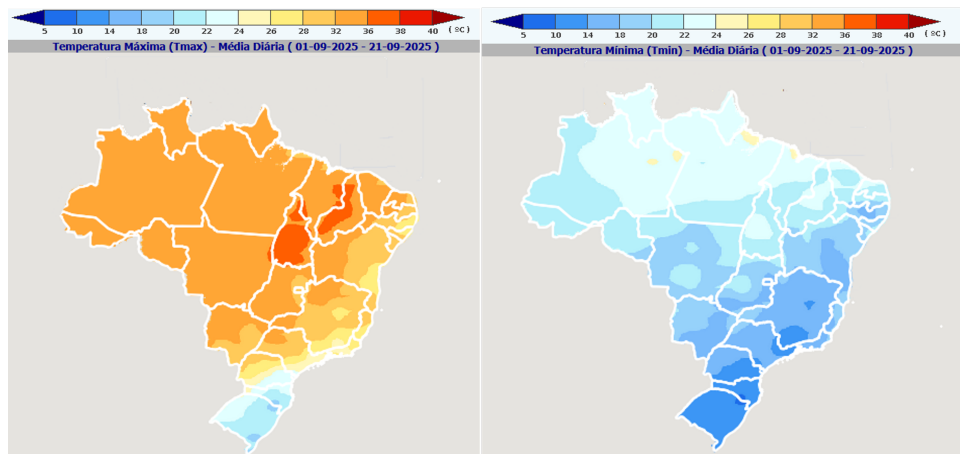 5 10 14 18 20 22 24 26 28 32 36 38 40 ( ºC )
Temperatura Máxima (Tmax) - Média Diária ( 01-09-2025 - 21-09-2025 )
5 10 14 18 20 22 24 26 28 32 36 38 40 ( ºC )
Temperatura Mínima (Tmin) - Média Diária ( 01-09-2025 - 21-09-2025 )